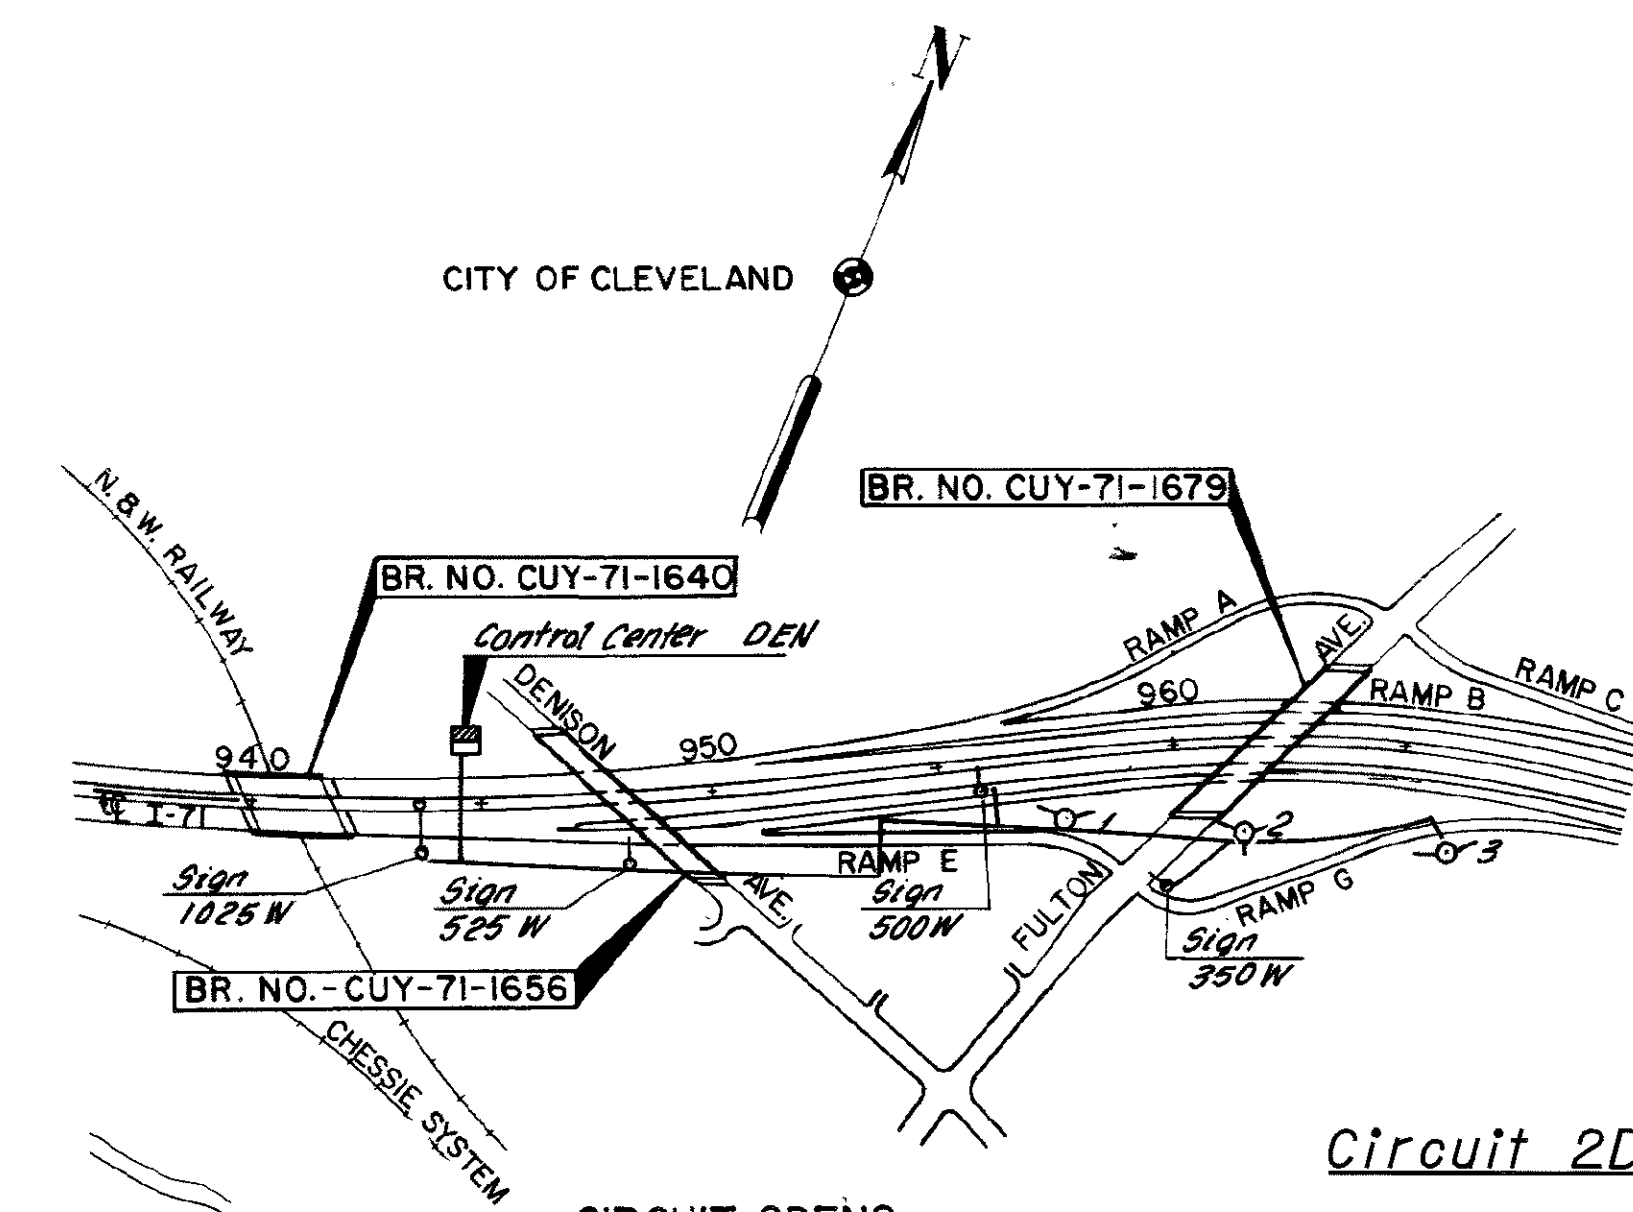 N
CITY OF CLEVELAND
BR. NO. CUY-71-1679
N. & W. RAILWAY
BR. NO. CUY-71-1640
Control Center DEN
RAMP A
AVE.
DENISON
RAMP C
960
RAMP B
950
940
℄ I-71
1
2
3
RAMP E
AVE.
Sign
1025 W
Sign
525 W
Sign
500 W
FULTON
RAMP G
Sign
350 W
BR. NO.-CUY-71-1656
CHESSIE SYSTEM
Circuit 2D